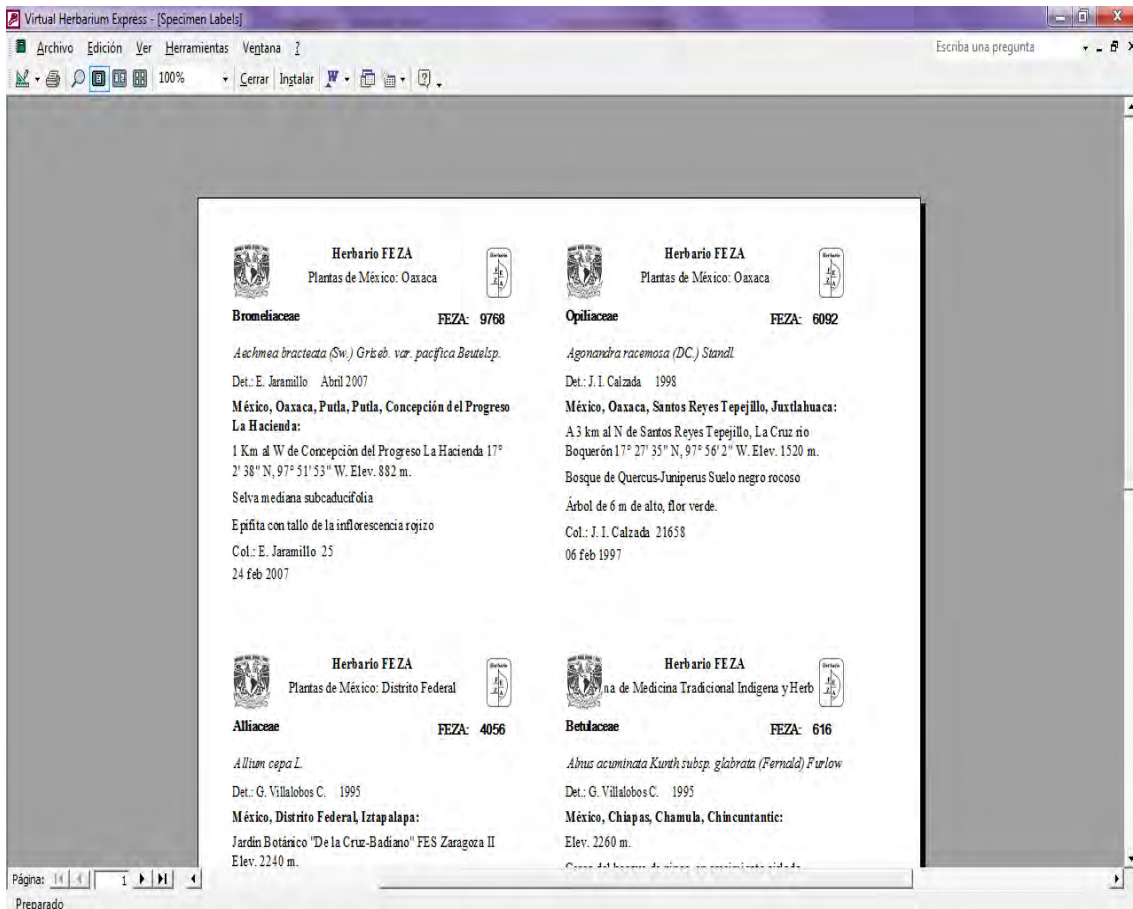 Virtual Herbarium Express - [Specimen Labels]
Archivo Edición Ver Herramientas Ventana ?
Escriba una pregunta
100% Cerrar Instalar
Herbario FEZA
Plantas de México: Oaxaca
Bromeliaceae FEZA: 9768
Aechmea bracteata (Sw.) Griseb. var. pacifica Beutelsp.
Det.: E. Jaramillo Abril 2007
México, Oaxaca, Putla, Putla, Concepción del Progreso
La Hacienda:
1 Km al W de Concepción del Progreso La Hacienda 17°
2' 38" N, 97° 51' 53" W. Elev. 882 m.
Selva mediana subcaducifolia
Epifita con tallo de la inflorescencia rojizo
Col.: E. Jaramillo 25
24 feb 2007
Herbario FEZA
Plantas de México: Oaxaca
Opiliaceae FEZA: 6092
Agonandra racemosa (DC.) Standl.
Det.: J. I. Calzada 1998
México, Oaxaca, Santos Reyes Tepejillo, Juxtlahuaca:
A 3 km al N de Santos Reyes Tepejillo, La Cruz rio
Boquerón 17° 27' 35" N, 97° 56' 2" W. Elev. 1520 m.
Bosque de Quercus-Juniperus Suelo negro rocoso
Árbol de 6 m de alto, flor verde.
Col.: J. I. Calzada 21658
06 feb 1997
Herbario FEZA
Plantas de México: Distrito Federal
Alliaceae FEZA: 4056
Allium cepa L.
Det.: G. Villalobos C. 1995
México, Distrito Federal, Iztapalapa:
Jardín Botánico "De la Cruz-Badiano" FES Zaragoza II
Elev. 2240 m.
Herbario FEZA
na de Medicina Tradicional Indigena y Herb
Betulaceae FEZA: 616
Alnus acuminata Kunth subsp. glabrata (Fernald) Furlow
Det.: G. Villalobos C. 1995
México, Chiapas, Chamula, Chincuntantic:
Elev. 2260 m.
Página: 1
Preparado